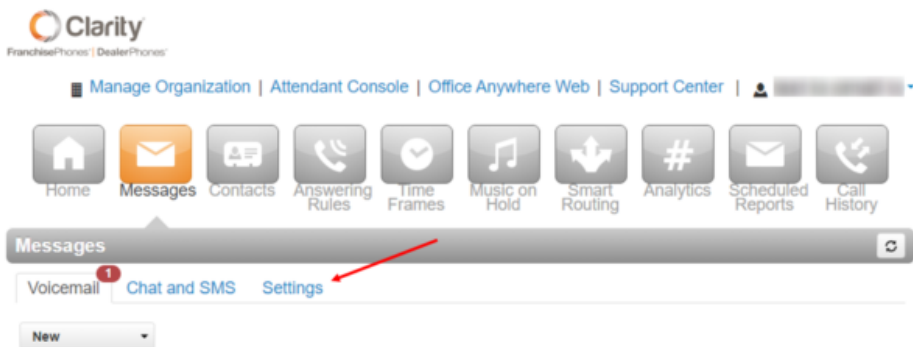 Clarity
FranchisePhones | DealerPhones
Manage Organization | Attendant Console | Office Anywhere Web | Support Center |
Home Messages Contacts Answering Rules Time Frames Music on Hold Smart Routing # Analytics Scheduled Reports Call History
Messages
Voicemail 1 Chat and SMS Settings
New